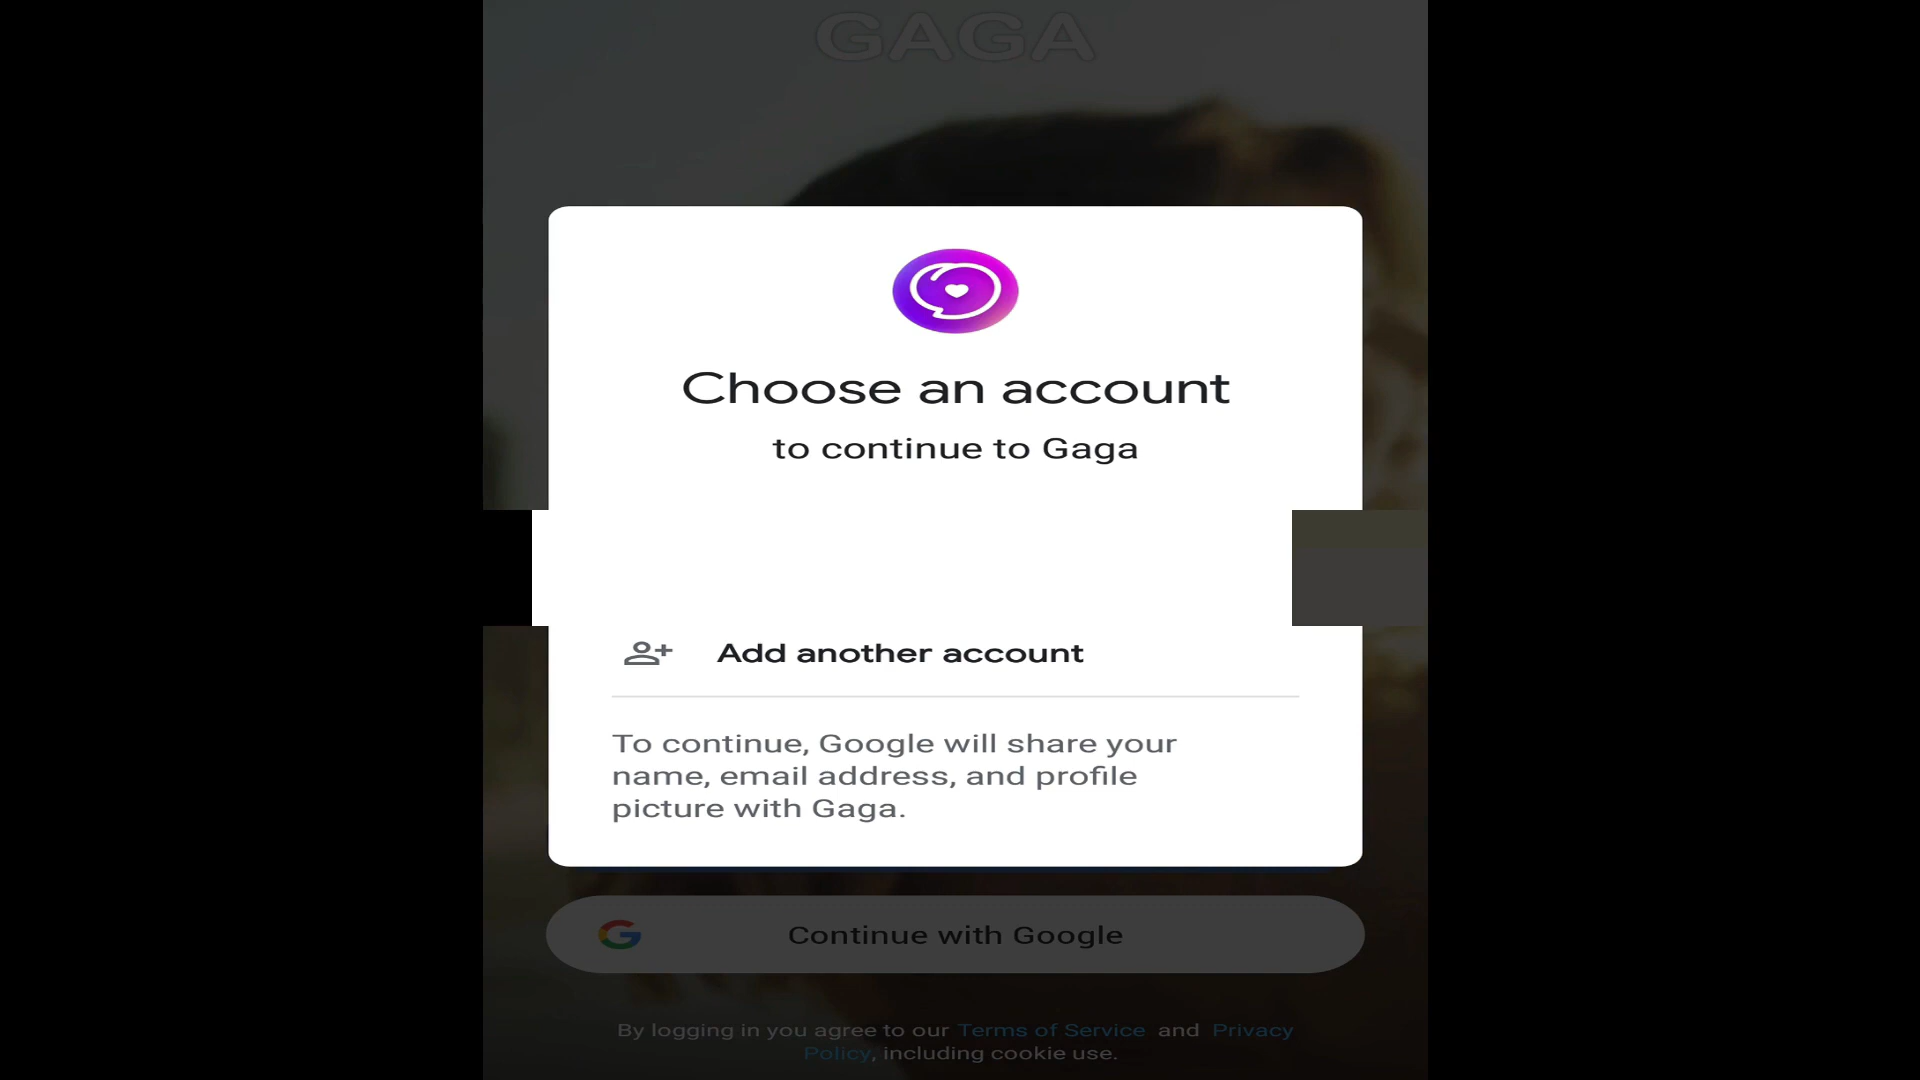 GAGA
Choose an account
to continue to Gaga
Add another account
To continue, Google will share your
name, email address, and profile
picture with Gaga.
Continue with Google
By logging in you agree to our Terms of Service and Privacy
Policy, including cookie use.